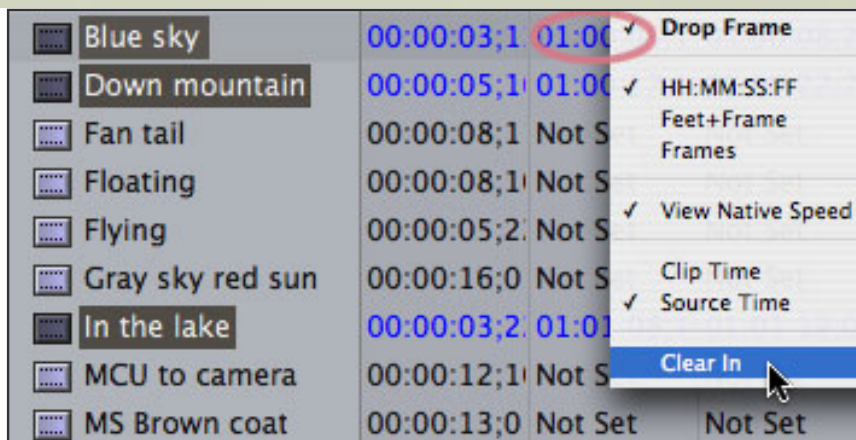 Blue sky 00:00:03;1 01:00 ✓ Drop Frame
Down mountain 00:00:05;1 01:00 ✓ HH:MM:SS:FF
Feet+Frame
Fan tail 00:00:08;1 Not S
Frames
Floating 00:00:08;1 Not S
Flying 00:00:05;2 Not S ✓ View Native Speed
Gray sky red sun 00:00:16;0 Not S Clip Time
✓ Source Time
In the lake 00:00:03;2 01:01
MCU to camera 00:00:12;1 Not S Clear In
MS Brown coat 00:00:13;0 Not Set Not Set